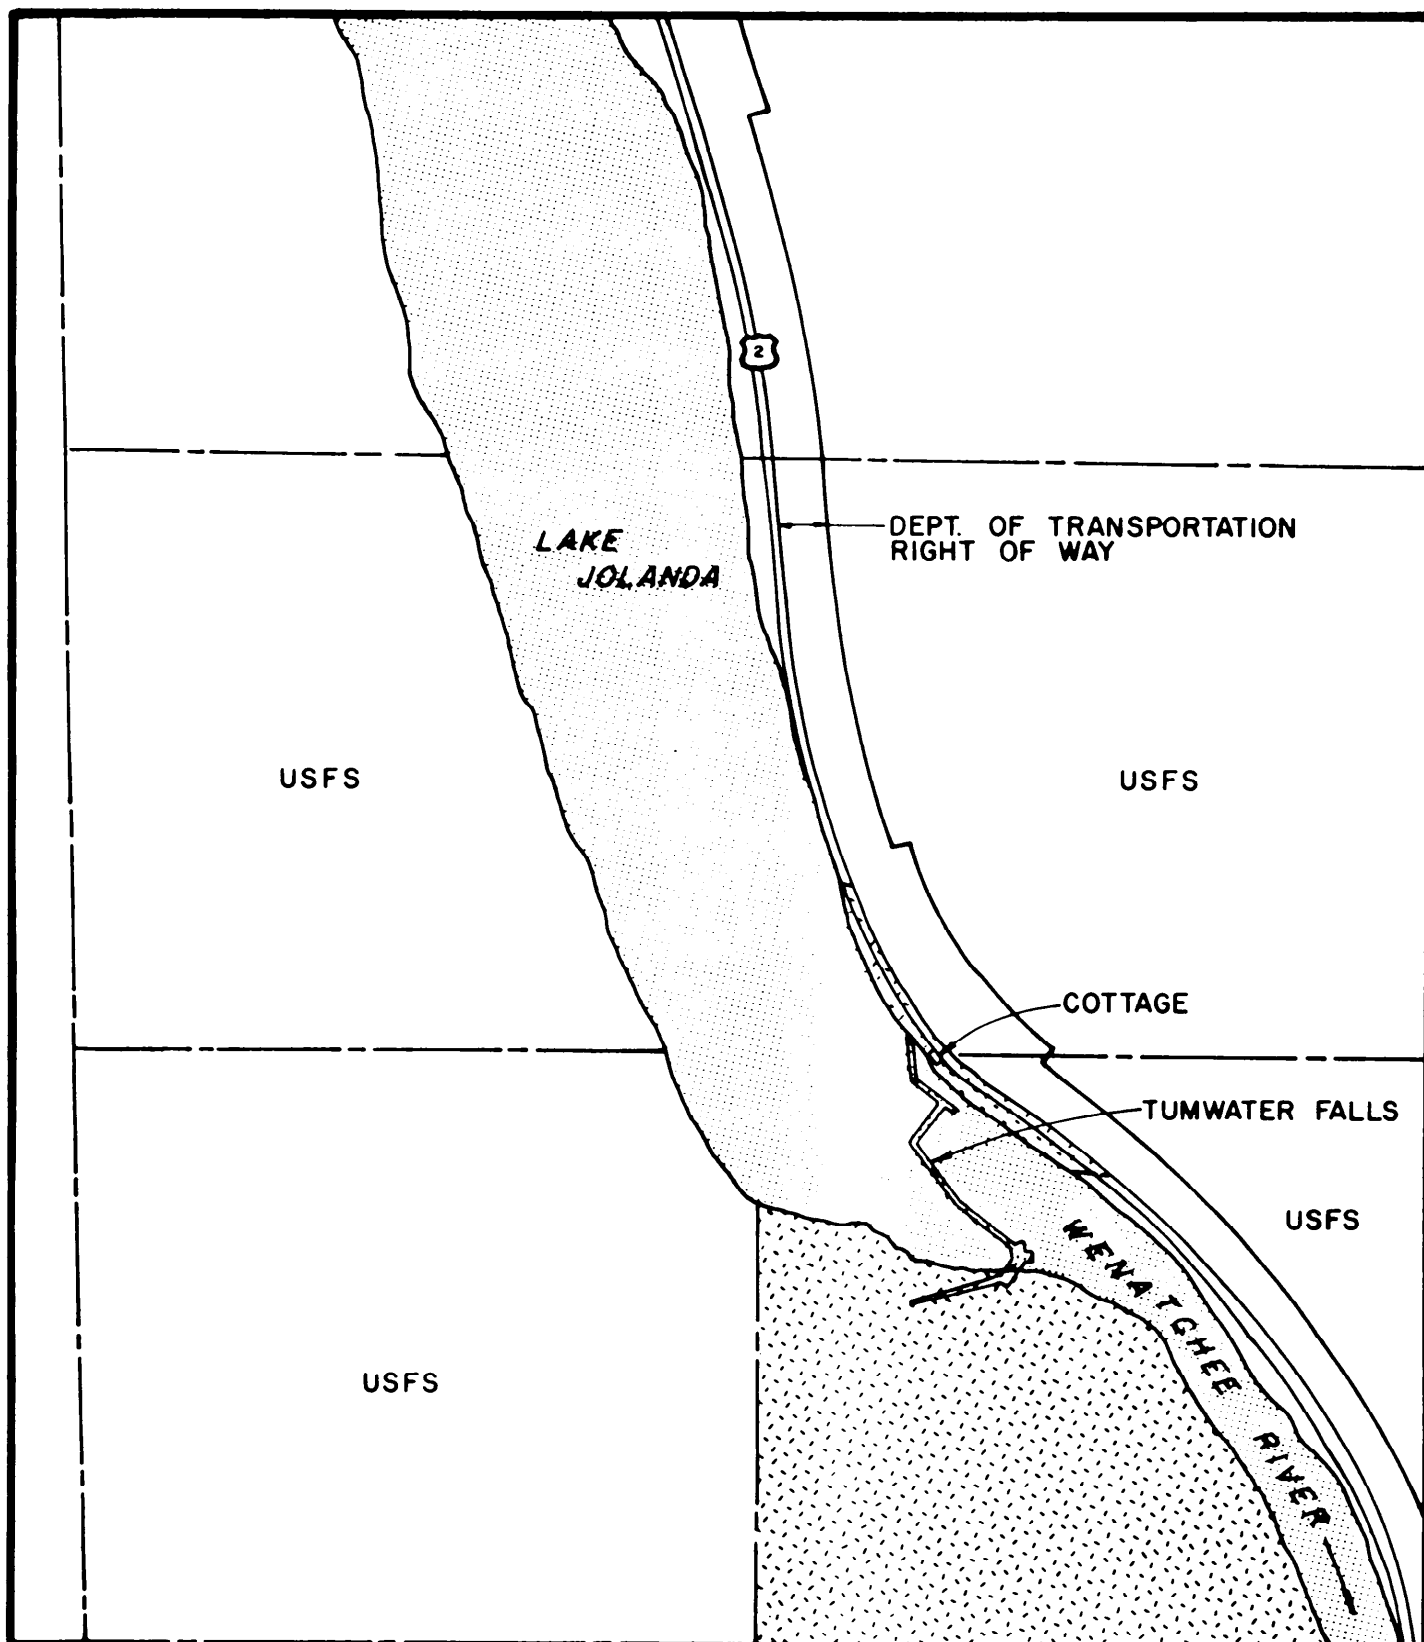 2
DEPT. OF TRANSPORTATION
RIGHT OF WAY
LAKE
JOLANDA
USFS
USFS
COTTAGE
TUMWATER FALLS
USFS
WENATCHEE RIVER
USFS